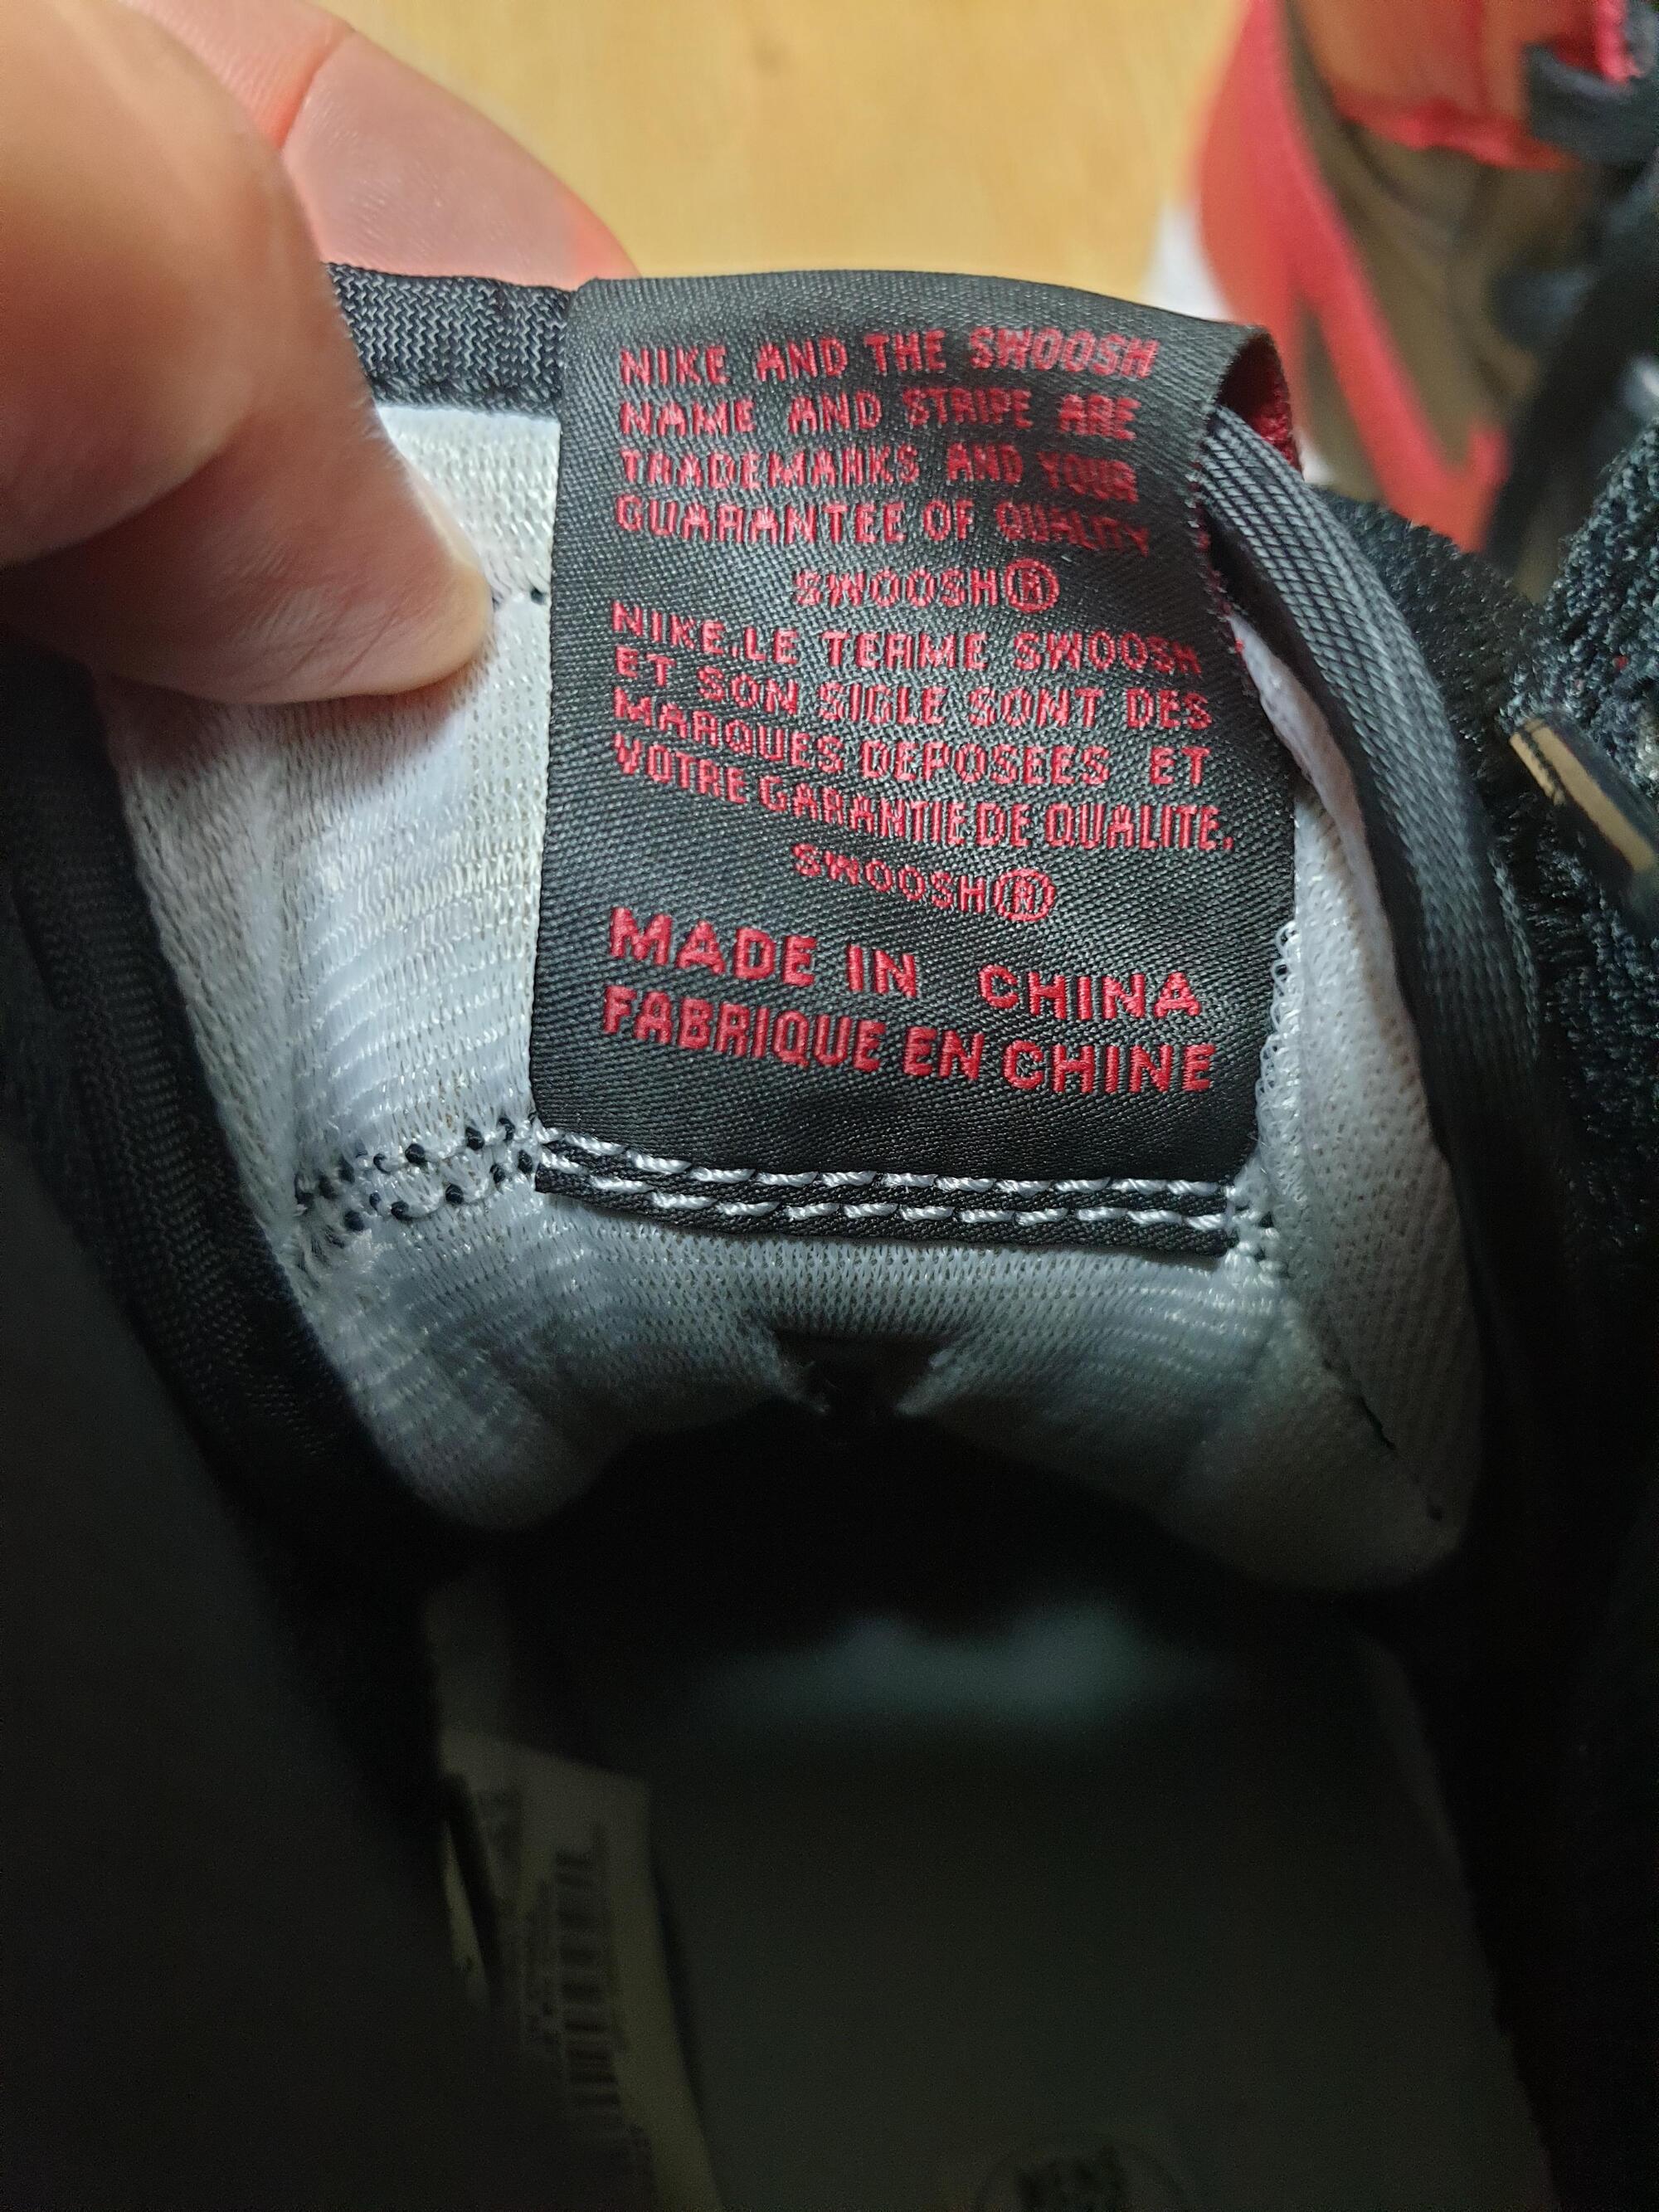 NIKE AND THE SWOOSH
NAME AND STRIPE ARE
TRADEMARKS AND YOUR
GUARANTEE OF QUALITY
SWOOSH®
NIKE.LE TERME SWOOSH
ET SON SIGLE SONT DES
MARQUES DEPOSEES ET
VOTRE GARANTIE DE QUALITE.
SWOOSH®
MADE IN CHINA
FABRIQUE EN CHINE